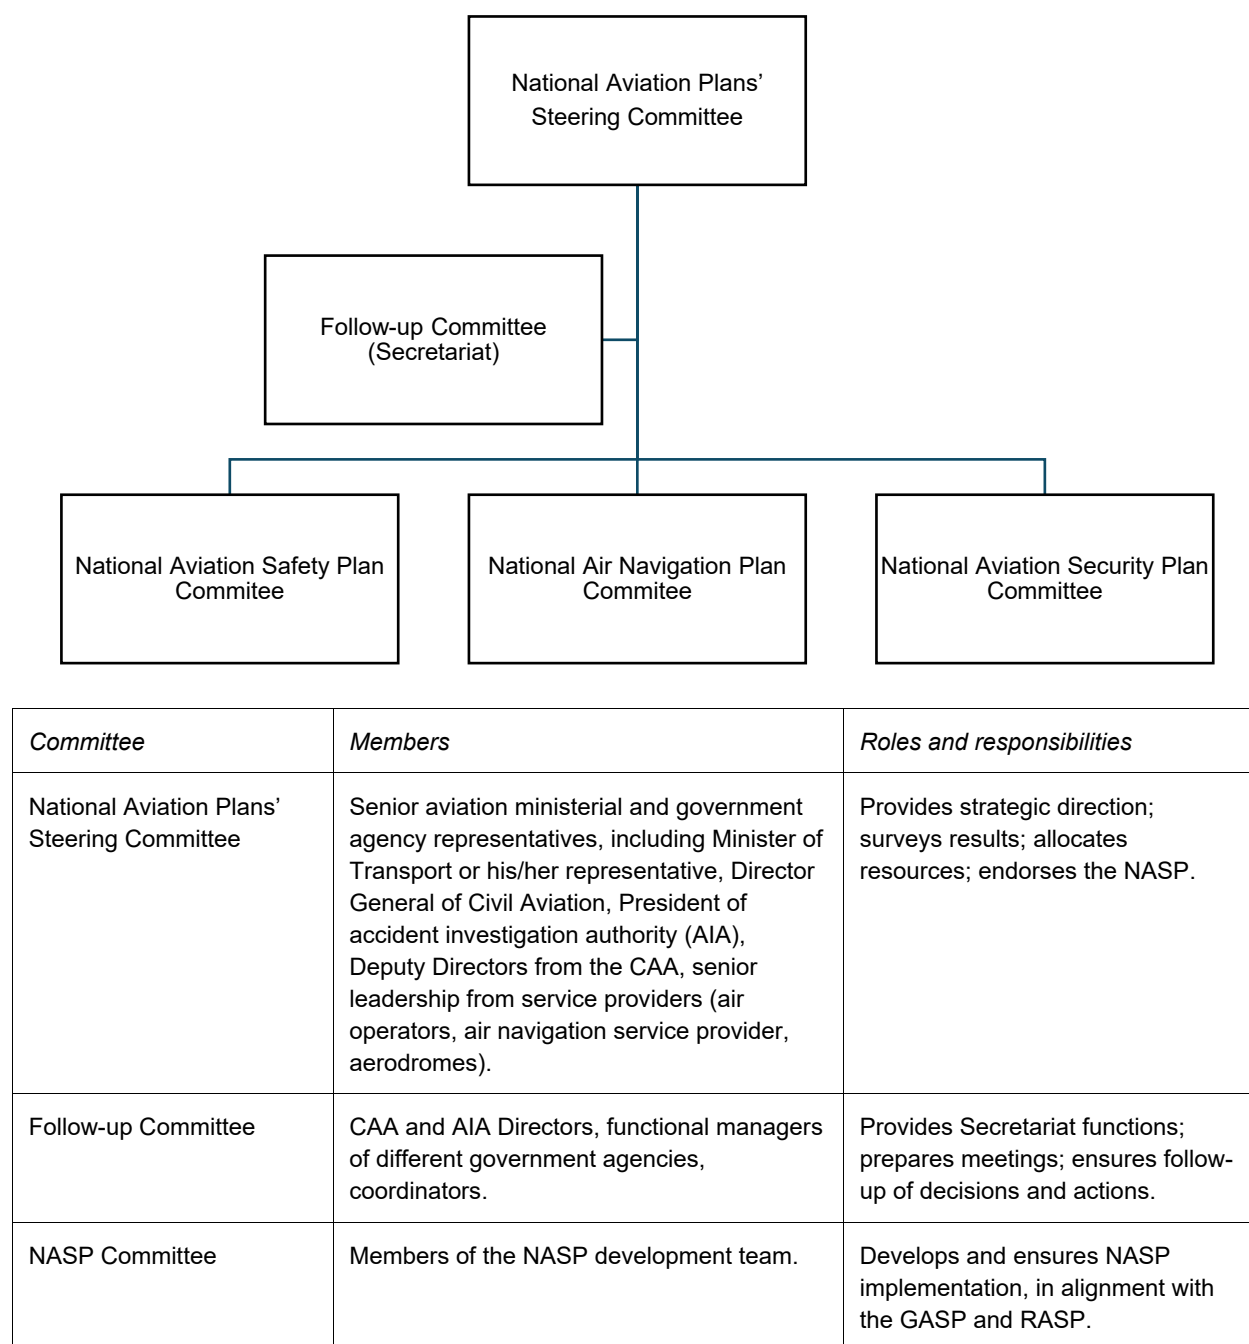 National Aviation Plans’
Steering Committee
Follow-up Committee
(Secretariat)
National Aviation Safety Plan
Commitee
National Air Navigation Plan
Commitee
National Aviation Security Plan
Committee
Committee
Members
Roles and responsibilities
National Aviation Plans’
Steering Committee
Senior aviation ministerial and government
agency representatives, including Minister of
Transport or his/her representative, Director
General of Civil Aviation, President of
accident investigation authority (AIA),
Deputy Directors from the CAA, senior
leadership from service providers (air
operators, air navigation service provider,
aerodromes).
Provides strategic direction;
surveys results; allocates
resources; endorses the NASP.
Follow-up Committee
CAA and AIA Directors, functional managers
of different government agencies,
coordinators.
Provides Secretariat functions;
prepares meetings; ensures follow-
up of decisions and actions.
NASP Committee
Members of the NASP development team.
Develops and ensures NASP
implementation, in alignment with
the GASP and RASP.